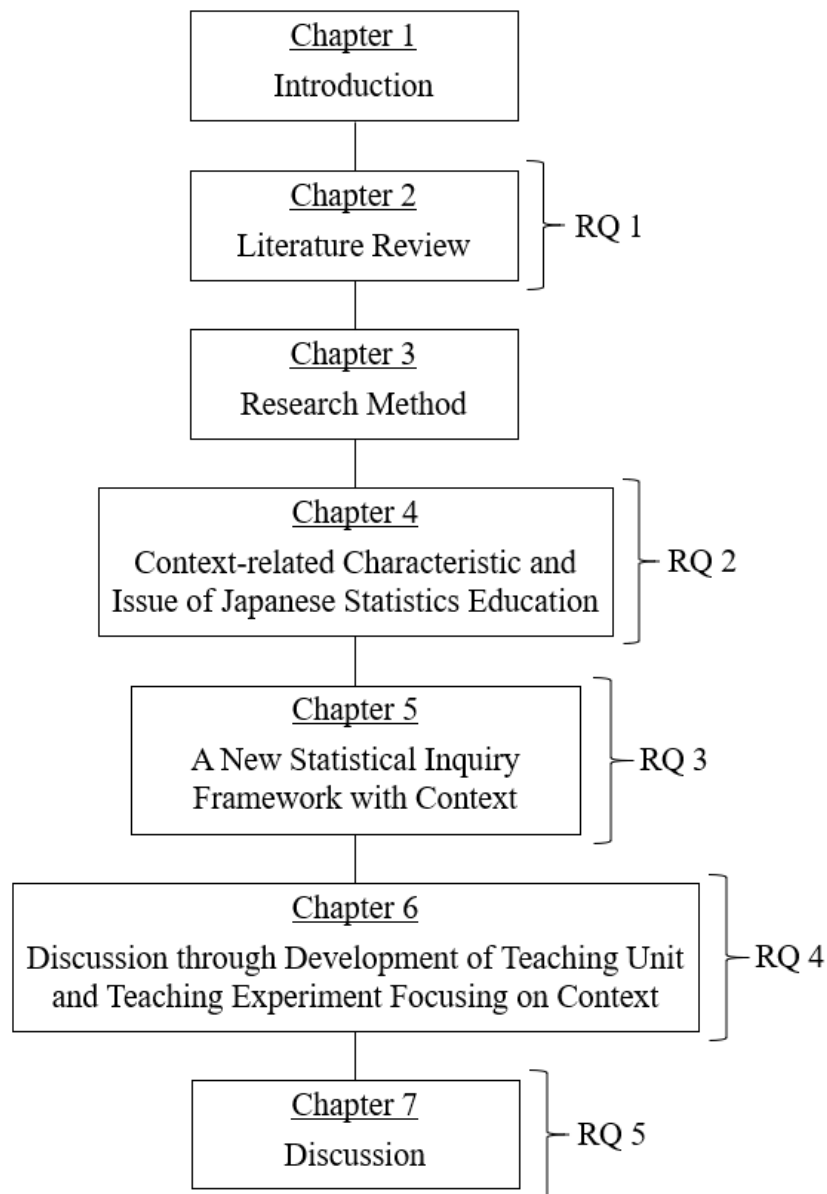 Chapter 1
Introduction
Chapter 2
Literature Review
RQ 1
Chapter 3
Research Method
Chapter 4
Context-related Characteristic and
Issue of Japanese Statistics Education
RQ 2
Chapter 5
A New Statistical Inquiry
Framework with Context
RQ 3
Chapter 6
Discussion through Development of Teaching Unit
and Teaching Experiment Focusing on Context
RQ 4
Chapter 7
Discussion
RQ 5